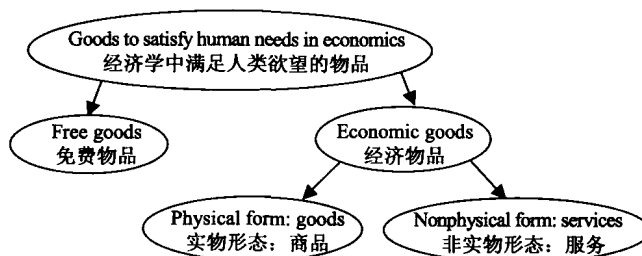 Goods to satisfy human needs in economics
经济学中满足人类欲望的物品
Free goods
免费物品
Economic goods
经济物品
Physical form: goods
实物形态：商品
Nonphysical form: services
非实物形态：服务